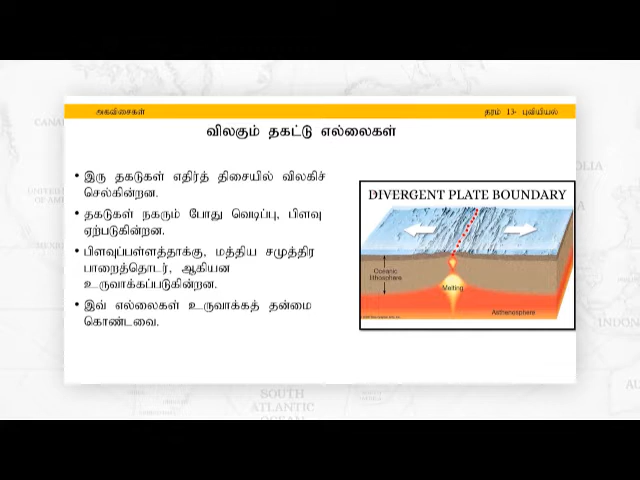 அகவிசைகள்
தரம் 13- புவியியல்
விலகும் தகட்டு எல்லைகள்
• இரு தகடுகள் எதிர்த் திசையில் விலகிச்
செல்கின்றன.
• தகடுகள் நகரும் போது வெடிப்பு, பிளவு
ஏற்படுகின்றன.
• பிளவுப்பள்ளத்தாக்கு, மத்திய சமுத்திர
பாறைத்தொடர், ஆகியன
உருவாக்கப்படுகின்றன.
• இவ் எல்லைகள் உருவாக்கத் தன்மை
கொண்டவை.
DIVERGENT PLATE BOUNDARY
Oceanic
lithosphere
Melting
Asthenosphere
SOUTH
ATLANTIC
OCEAN